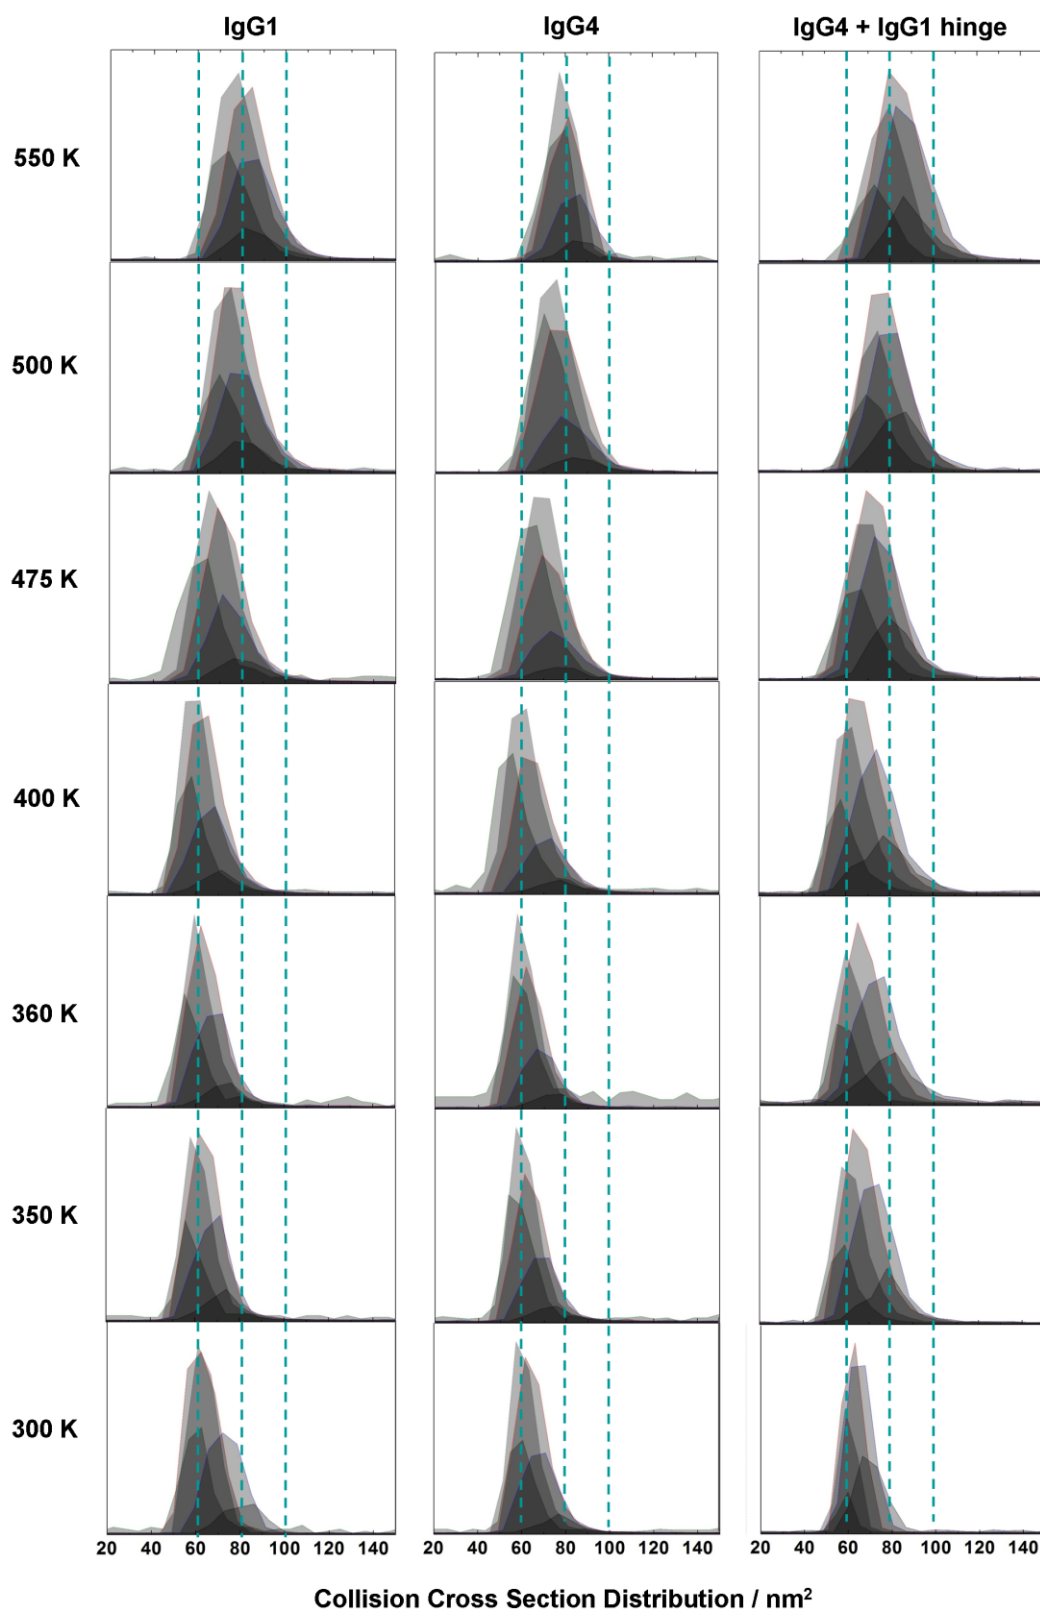 IgG1 IgG4 IgG4 + IgG1 hinge
550 K
500 K
475 K
400 K
360 K
350 K
300 K
20 40 60 80 100 120 140 20 40 60 80 100 120 140 20 40 60 80 100 120 140
Collision Cross Section Distribution / nm²